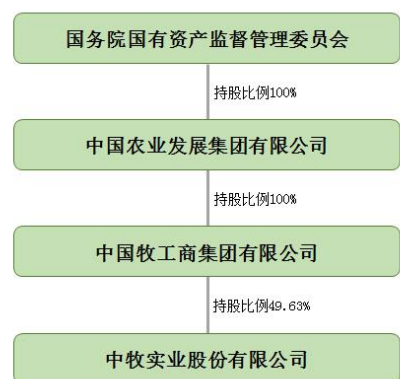 国务院国有资产监督管理委员会
持股比例100%
中国农业发展集团有限公司
持股比例100%
中国牧工商集团有限公司
持股比例49.63%
中牧实业股份有限公司